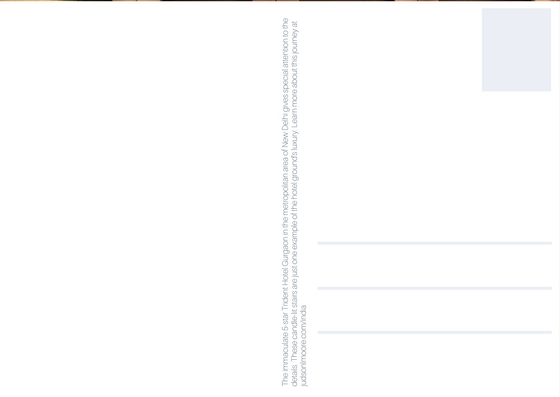 The immaculate 5-star Trident Hotel Gurgaon in the metropolitan area of New Delhi gives special attention to the
details. These candle-lit stairs are just one example of the hotel ground's luxury. Learn more about this journey at
judsonlmoore.com/india